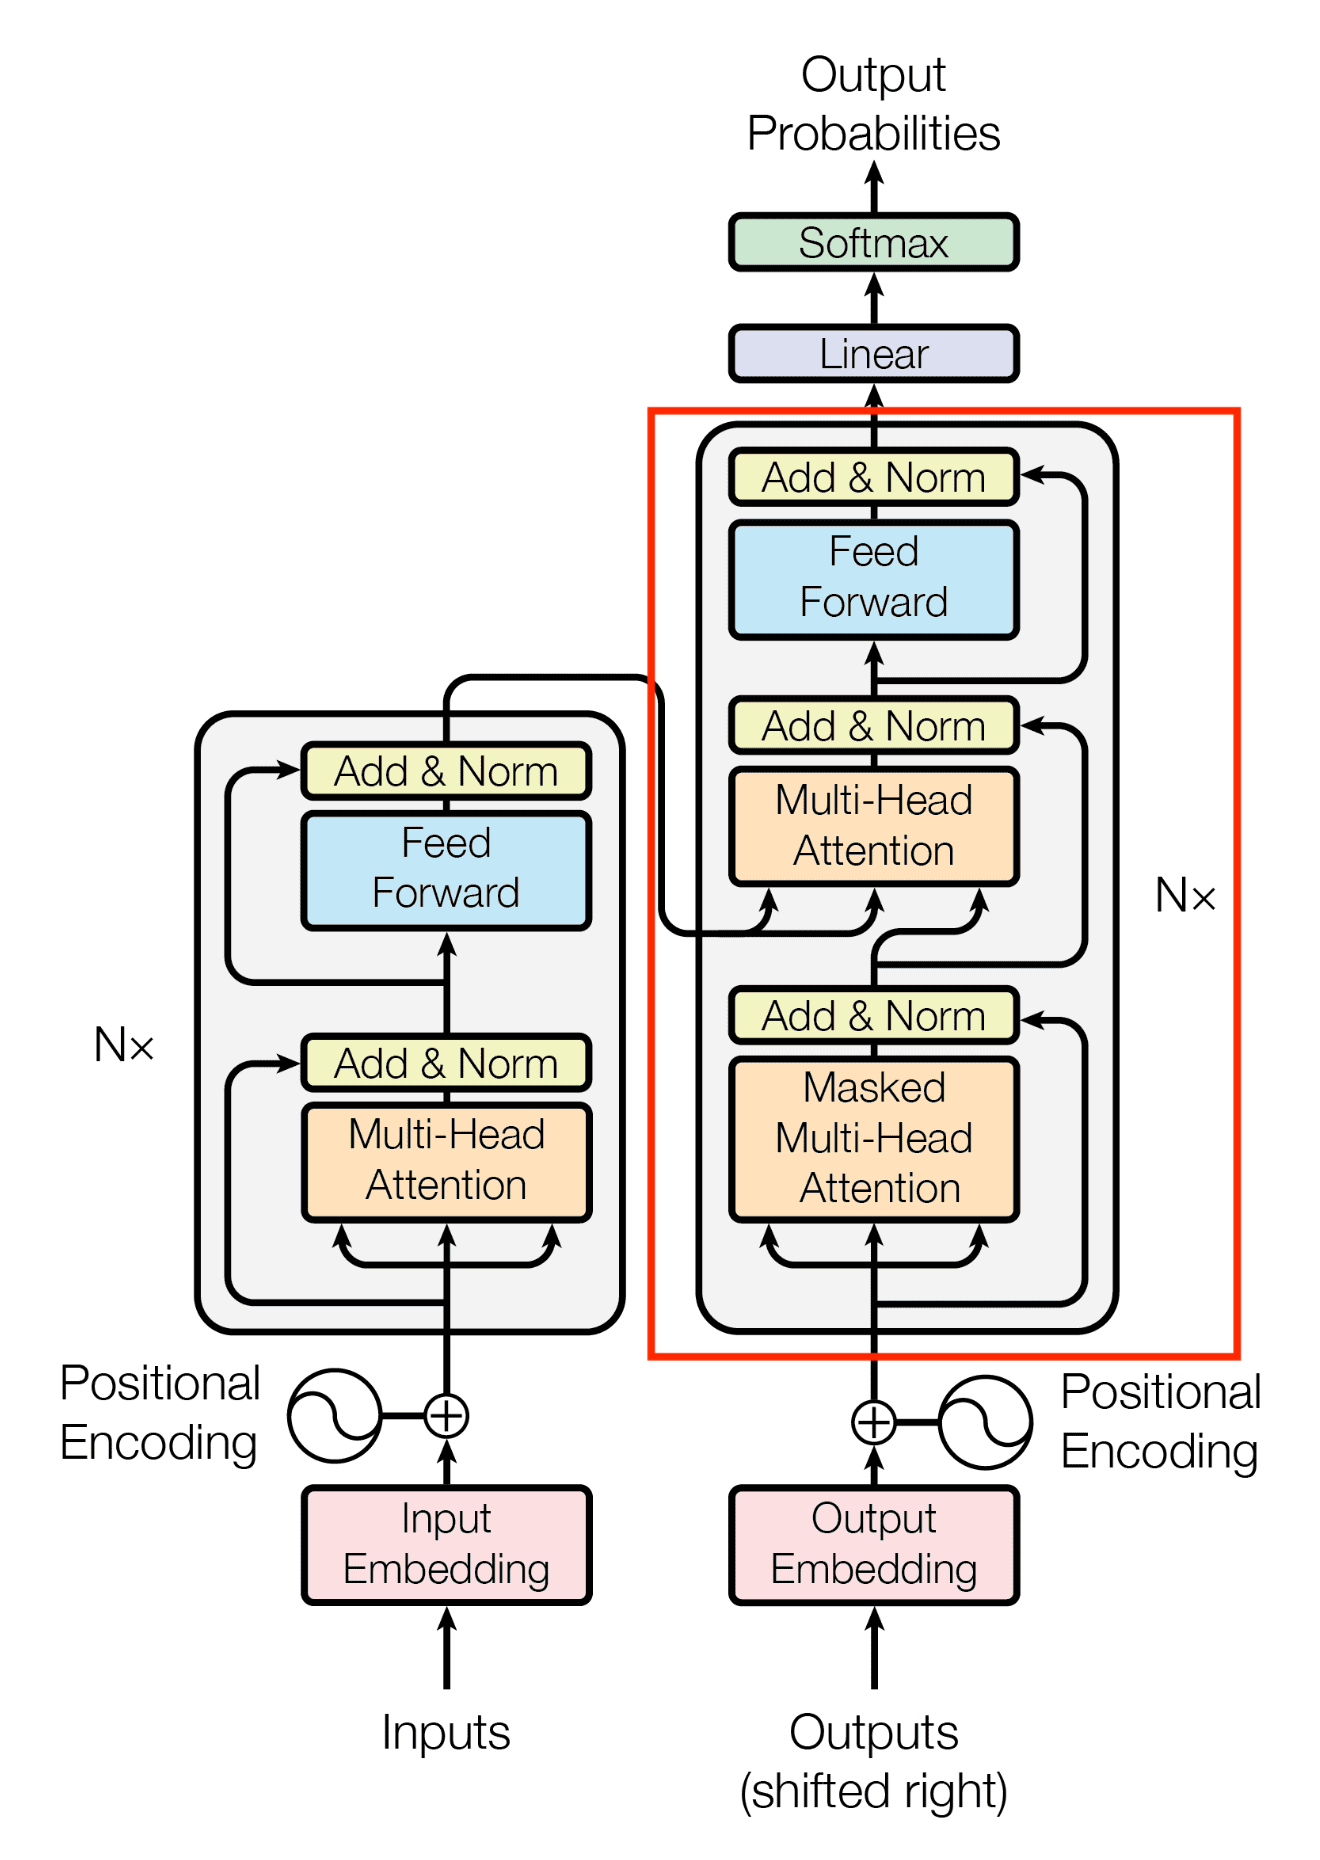 Output
Probabilities
Softmax
Linear
Add & Norm
Feed
Forward
Add & Norm
Multi-Head
Attention
Add & Norm
Masked
Multi-Head
Attention
N×
Add & Norm
Feed
Forward
Add & Norm
Multi-Head
Attention
N×
Positional
Encoding
Positional
Encoding
Input
Embedding
Output
Embedding
Inputs
Outputs
(shifted right)